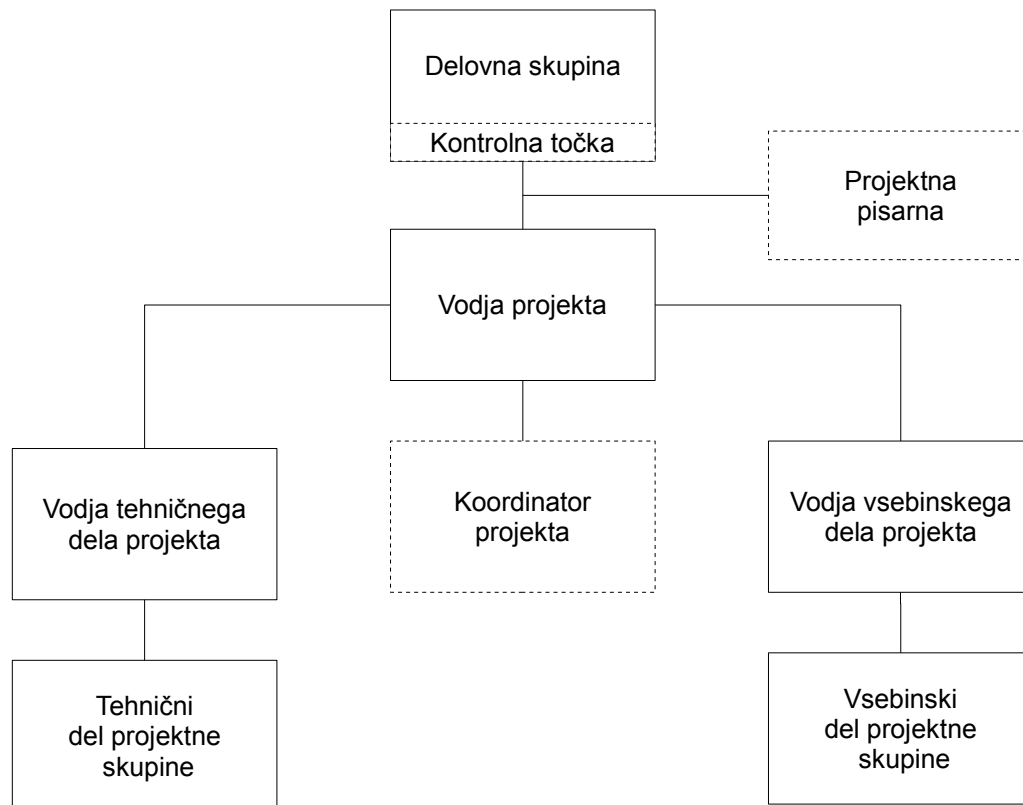 Delovna skupina
Kontrolna točka
Projektna
pisarna
Vodja projekta
Vodja tehničnega
dela projekta
Koordinator
projekta
Vodja vsebinskega
dela projekta
Tehnični
del projektne
skupine
Vsebinski
del projektne
skupine